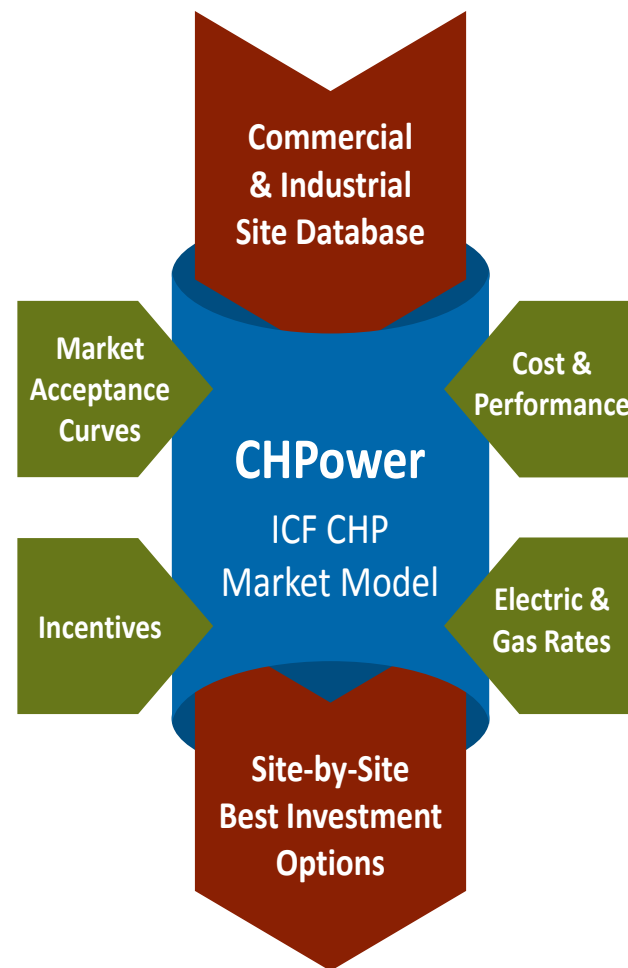 Commercial
& Industrial
Site Database
Market
Acceptance
Curves
Cost &
Performance
CHPower
ICF CHP
Market Model
Incentives
Electric &
Gas Rates
Site-by-Site
Best Investment
Options